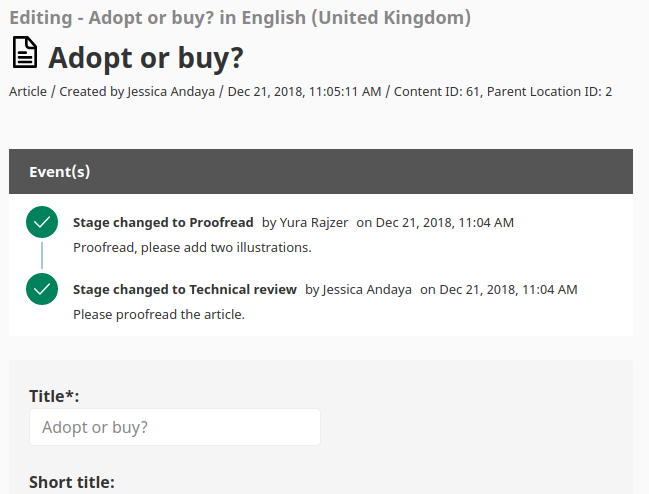 Editing - Adopt or buy? in English (United Kingdom)
Adopt or buy?
Article / Created by Jessica Andaya / Dec 21, 2018, 11:05:11 AM / Content ID: 61, Parent Location ID: 2
Event(s)
Stage changed to Proofread by Yura Rajzer on Dec 21, 2018, 11:04 AM
Proofread, please add two illustrations.
Stage changed to Technical review by Jessica Andaya on Dec 21, 2018, 11:04 AM
Please proofread the article.
Title*:
Adopt or buy?
Short title: